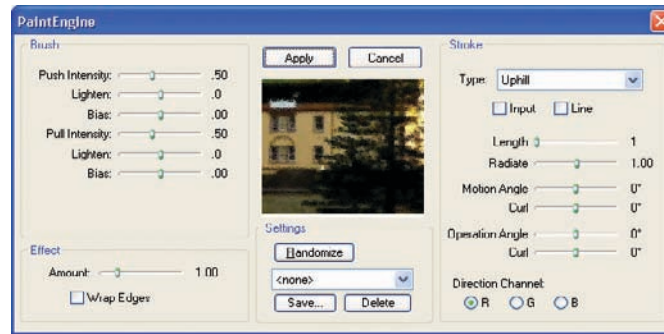 PaintEngine
Brush
Push Intensity: .50
Lighten: .0
Bias: .00
Pull Intensity: .50
Lighten: .0
Bias: .00
Effect
Amount: 1.00
Wrap Edges
Apply Cancel
Settings
Randomize
<none>
Save... Delete
Stroke
Type: Uphill
Input Line
Length 1
Radiate 1.00
Motion Angle 0°
Curl 0°
Operation Angle 0°
Curl 0°
Direction Channel:
R G B